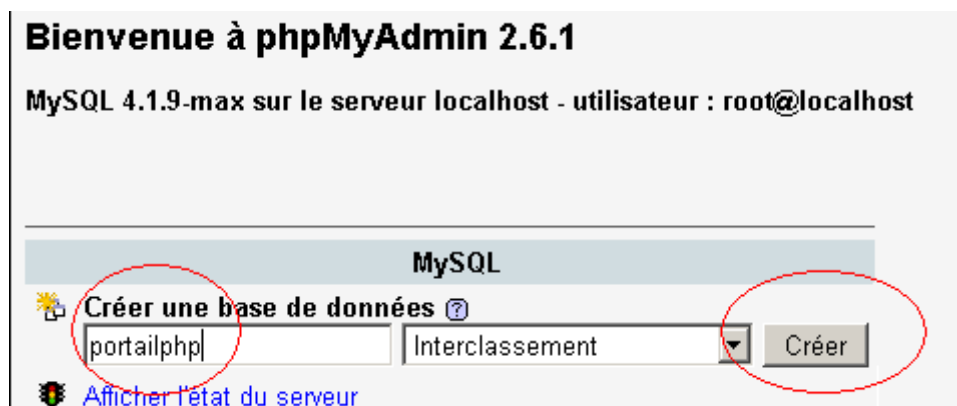 Bienvenue à phpMyAdmin 2.6.1
MySQL 4.1.9-max sur le serveur localhost - utilisateur : root@localhost
MySQL
Créer une base de données ?
portailphp Interclassement Créer
Afficher l'état du serveur